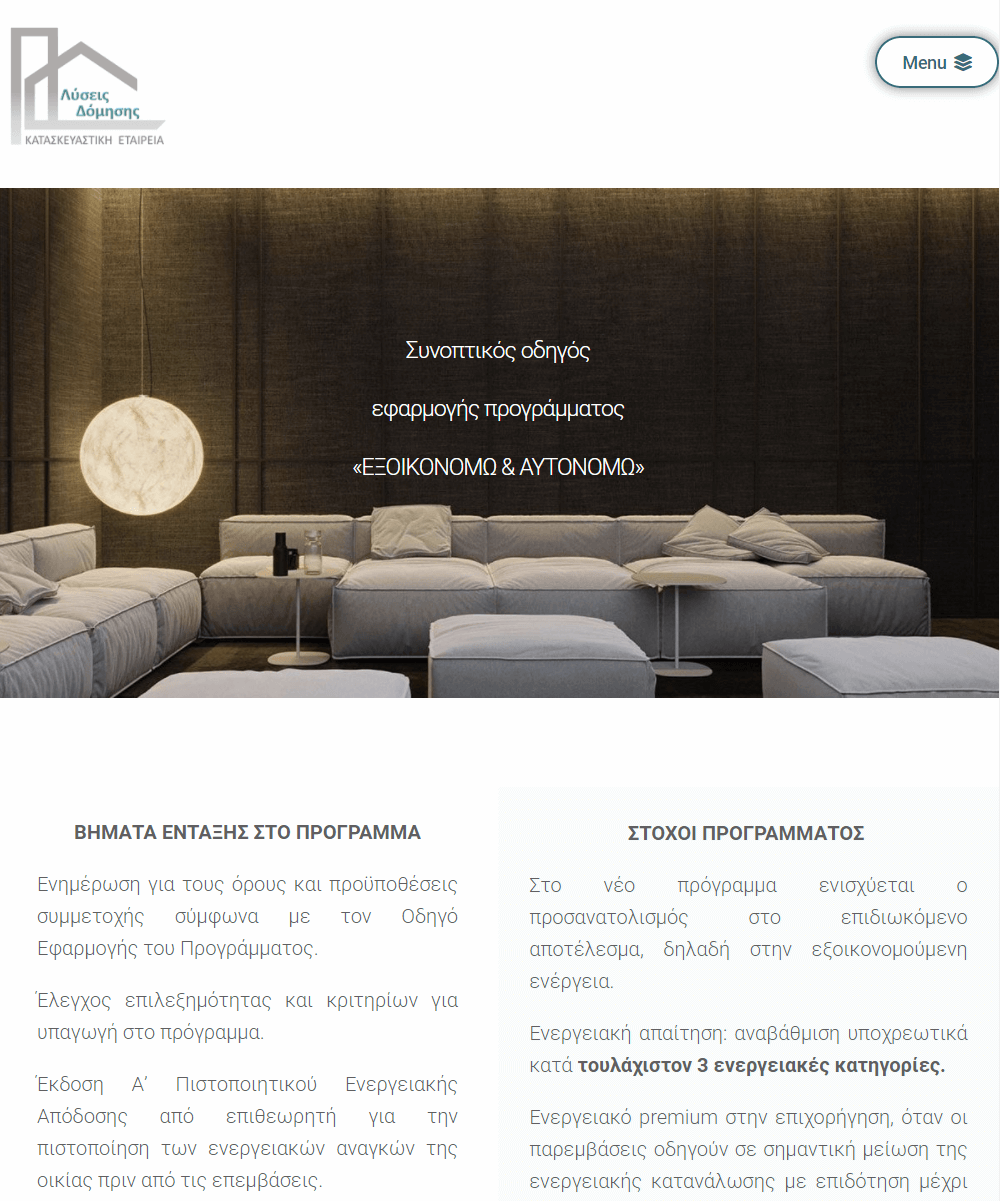 Λύσεις
Δόμησης
ΚΑΤΑΣΚΕΥΑΣΤΙΚΗ ΕΤΑΙΡΕΙΑ
Menu
Συνοπτικός οδηγός
εφαρμογής προγράμματος
«ΕΞΟΙΚΟΝΟΜΩ & ΑΥΤΟΝΟΜΩ»
ΒΗΜΑΤΑ ΕΝΤΑΞΗΣ ΣΤΟ ΠΡΟΓΡΑΜΜΑ
Ενημέρωση για τους όρους και προϋποθέσεις
συμμετοχής σύμφωνα με τον Οδηγό
Εφαρμογής του Προγράμματος.
Έλεγχος επιλεξημότητας και κριτηρίων για
υπαγωγή στο πρόγραμμα.
Έκδοση Α’ Πιστοποιητικού Ενεργειακής
Απόδοσης από επιθεωρητή για την
πιστοποίηση των ενεργειακών αναγκών της
οικίας πριν από τις επεμβάσεις.
ΣΤΟΧΟΙ ΠΡΟΓΡΑΜΜΑΤΟΣ
Στο νέο πρόγραμμα ενισχύεται ο
προσανατολισμός στο επιδιωκόμενο
αποτέλεσμα, δηλαδή στην εξοικονομούμενη
ενέργεια.
Ενεργειακή απαίτηση: αναβάθμιση υποχρεωτικά
κατά τουλάχιστον 3 ενεργειακές κατηγορίες.
Ενεργειακό premium στην επιχορήγηση, όταν οι
παρεμβάσεις οδηγούν σε σημαντική μείωση της
ενεργειακής κατανάλωσης με επιδότηση μέχρι